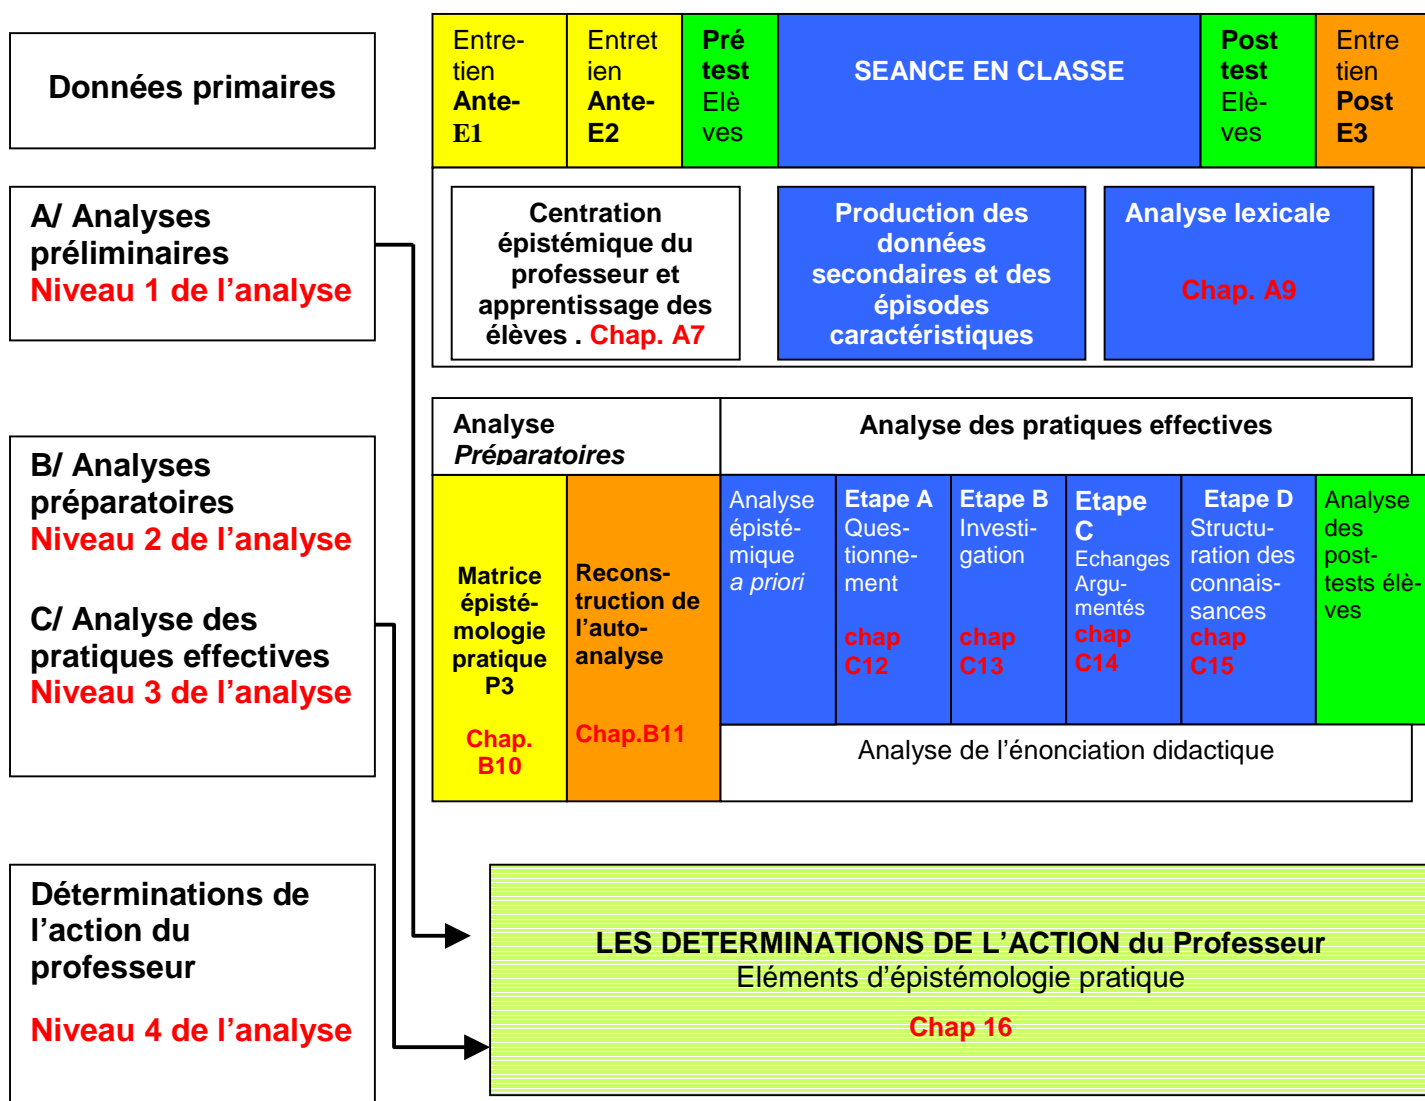 Données primaires
Entre-
tien
Ante-
E1
Entret
ien
Ante-
E2
Pré
test
Elè
ves
SEANCE EN CLASSE
Post
test
Elè-
ves
Entre
tien
Post
E3
A/ Analyses
préliminaires
Niveau 1 de l’analyse
Centration
épistémique du
professeur et
apprentissage des
élèves . Chap. A7
Production des
données
secondaires et des
épisodes
caractéristiques
Analyse lexicale
Chap. A9
B/ Analyses
préparatoires
Niveau 2 de l’analyse
C/ Analyse des
pratiques effectives
Niveau 3 de l’analyse
Analyse
Préparatoires
Analyse des pratiques effectives
Matrice
épisté-
mologie
pratique
P3
Chap.
B10
Recons-
truction de
l’auto-
analyse
Chap.B11
Analyse
épisté-
mique
a priori
Etape A
Ques-
tionne-
ment
chap
C12
Etape B
Investi-
gation
chap
C13
Etape
C
Echanges
Argu-
mentés
chap
C14
Etape D
Structu-
ration des
connais-
sances
chap
C15
Analyse
des
post-
tests élè-
ves
Analyse de l’énonciation didactique
Déterminations de
l’action du
professeur
Niveau 4 de l’analyse
LES DETERMINATIONS DE L’ACTION du Professeur
Eléments d’épistémologie pratique
Chap 16